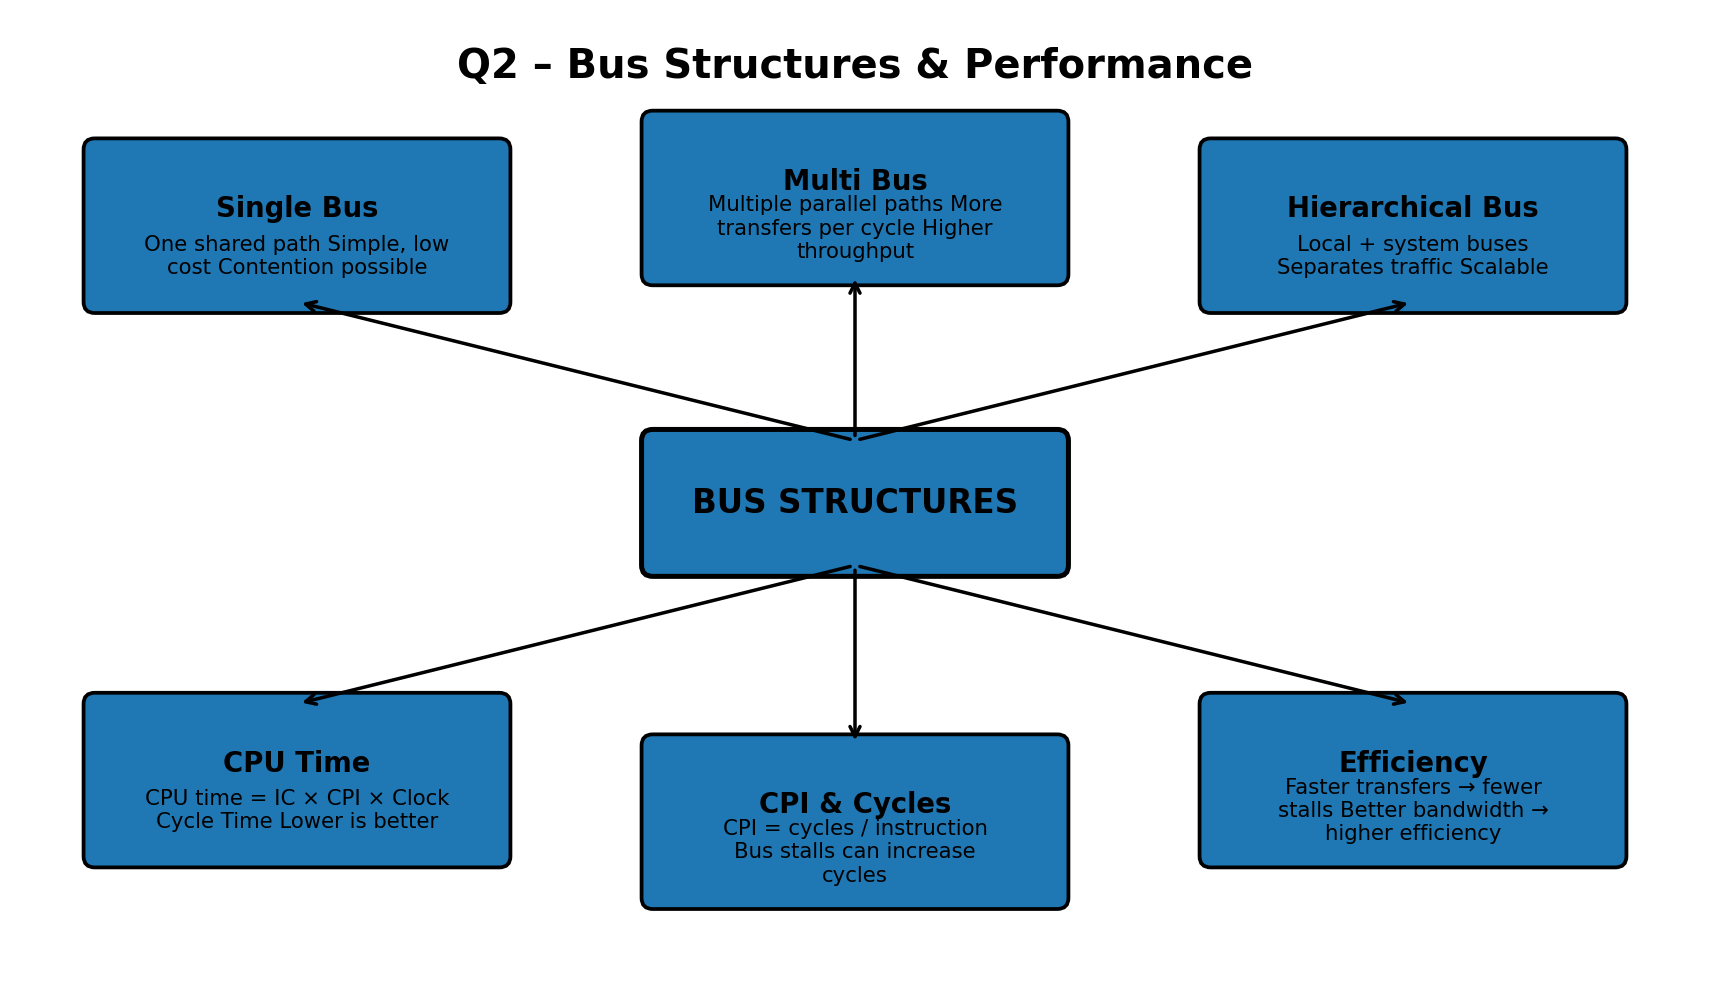 Q2 – Bus Structures & Performance
Single Bus
One shared path Simple, low
cost Contention possible
Multi Bus
Multiple parallel paths More
transfers per cycle Higher
throughput
Hierarchical Bus
Local + system buses
Separates traffic Scalable
BUS STRUCTURES
CPU Time
CPU time = IC × CPI × Clock
Cycle Time Lower is better
CPI & Cycles
CPI = cycles / instruction
Bus stalls can increase
cycles
Efficiency
Faster transfers → fewer
stalls Better bandwidth →
higher efficiency